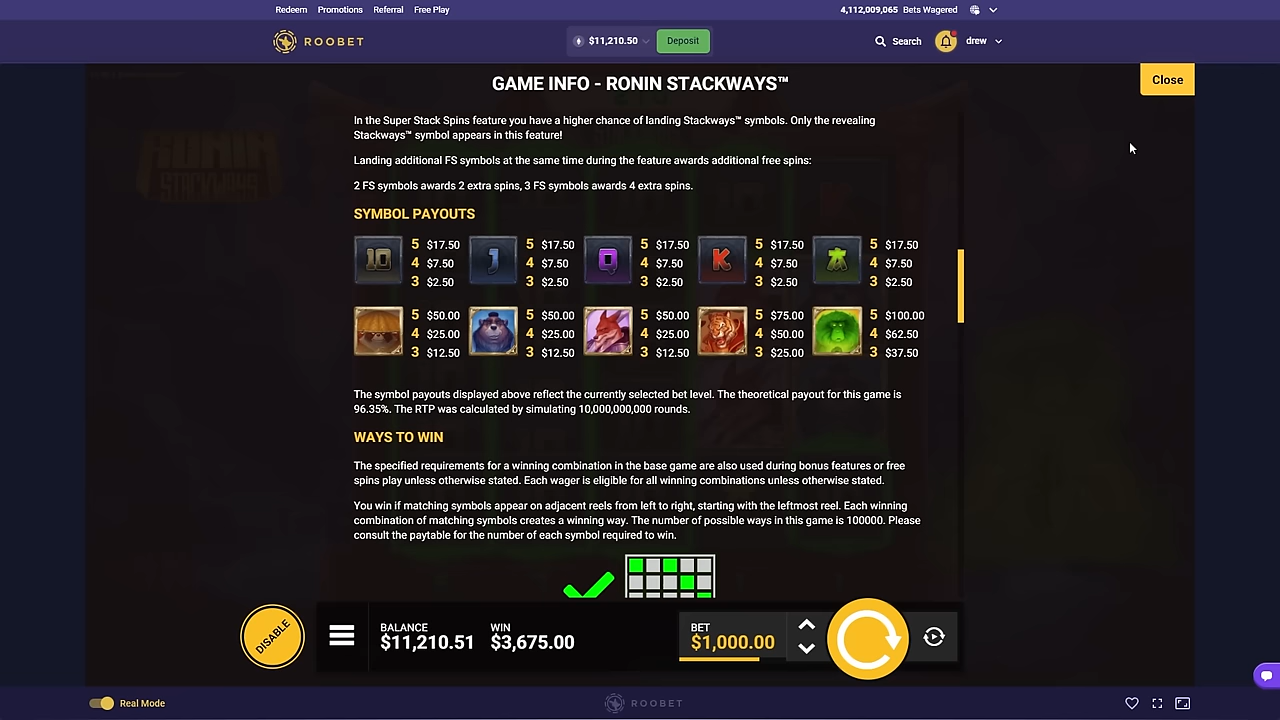 Redeem Promotions Referral Free Play 4,112,009,065 Bets Wagered
ROOBET $11,210.50 Deposit Search drew
GAME INFO - RONIN STACKWAYS™ Close
In the Super Stack Spins feature you have a higher chance of landing Stackways™ symbols. Only the revealing
Stackways™ symbol appears in this feature!
RONIN
STACKWAYS
Landing additional FS symbols at the same time during the feature awards additional free spins:
2 FS symbols awards 2 extra spins, 3 FS symbols awards 4 extra spins.
SYMBOL PAYOUTS
5 $17.50 5 $17.50 5 $17.50 5 $17.50 5 $17.50
10 4 $7.50 J 4 $7.50 Q 4 $7.50 K 4 $7.50 A 4 $7.50
3 $2.50 3 $2.50 3 $2.50 3 $2.50 3 $2.50
5 $50.00 5 $50.00 5 $50.00 5 $75.00 5 $100.00
4 $25.00 4 $25.00 4 $25.00 4 $50.00 4 $62.50
3 $12.50 3 $12.50 3 $12.50 3 $25.00 3 $37.50
The symbol payouts displayed above reflect the currently selected bet level. The theoretical payout for this game is
96.35%. The RTP was calculated by simulating 10,000,000,000 rounds.
WAYS TO WIN
The specified requirements for a winning combination in the base game are also used during bonus features or free
spins play unless otherwise stated. Each wager is eligible for all winning combinations unless otherwise stated.
You win if matching symbols appear on adjacent reels from left to right, starting with the leftmost reel. Each winning
combination of matching symbols creates a winning way. The number of possible ways in this game is 100000. Please
consult the paytable for the number of each symbol required to win.
DISABLE
BALANCE WIN BET
$11,210.51 $3,675.00 $1,000.00
Real Mode ROOBET